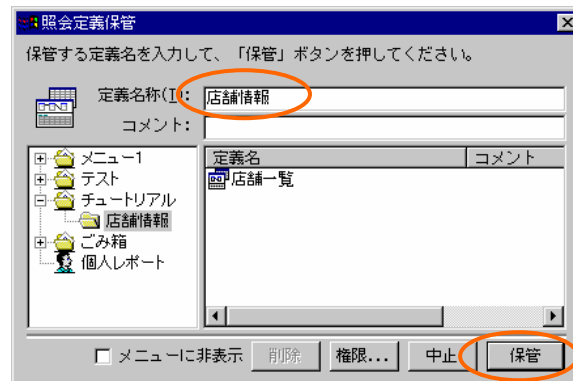 照会定義保管
保管する定義名を入力して、「保管」ボタンを押してください。
定義名称(I): 店舗情報
コメント:
メニュー1
テスト
チュートリアル
店舗情報
ごみ箱
個人レポート
定義名 コメント
店舗一覧
メニューに非表示 削除 権限... 中止 保管